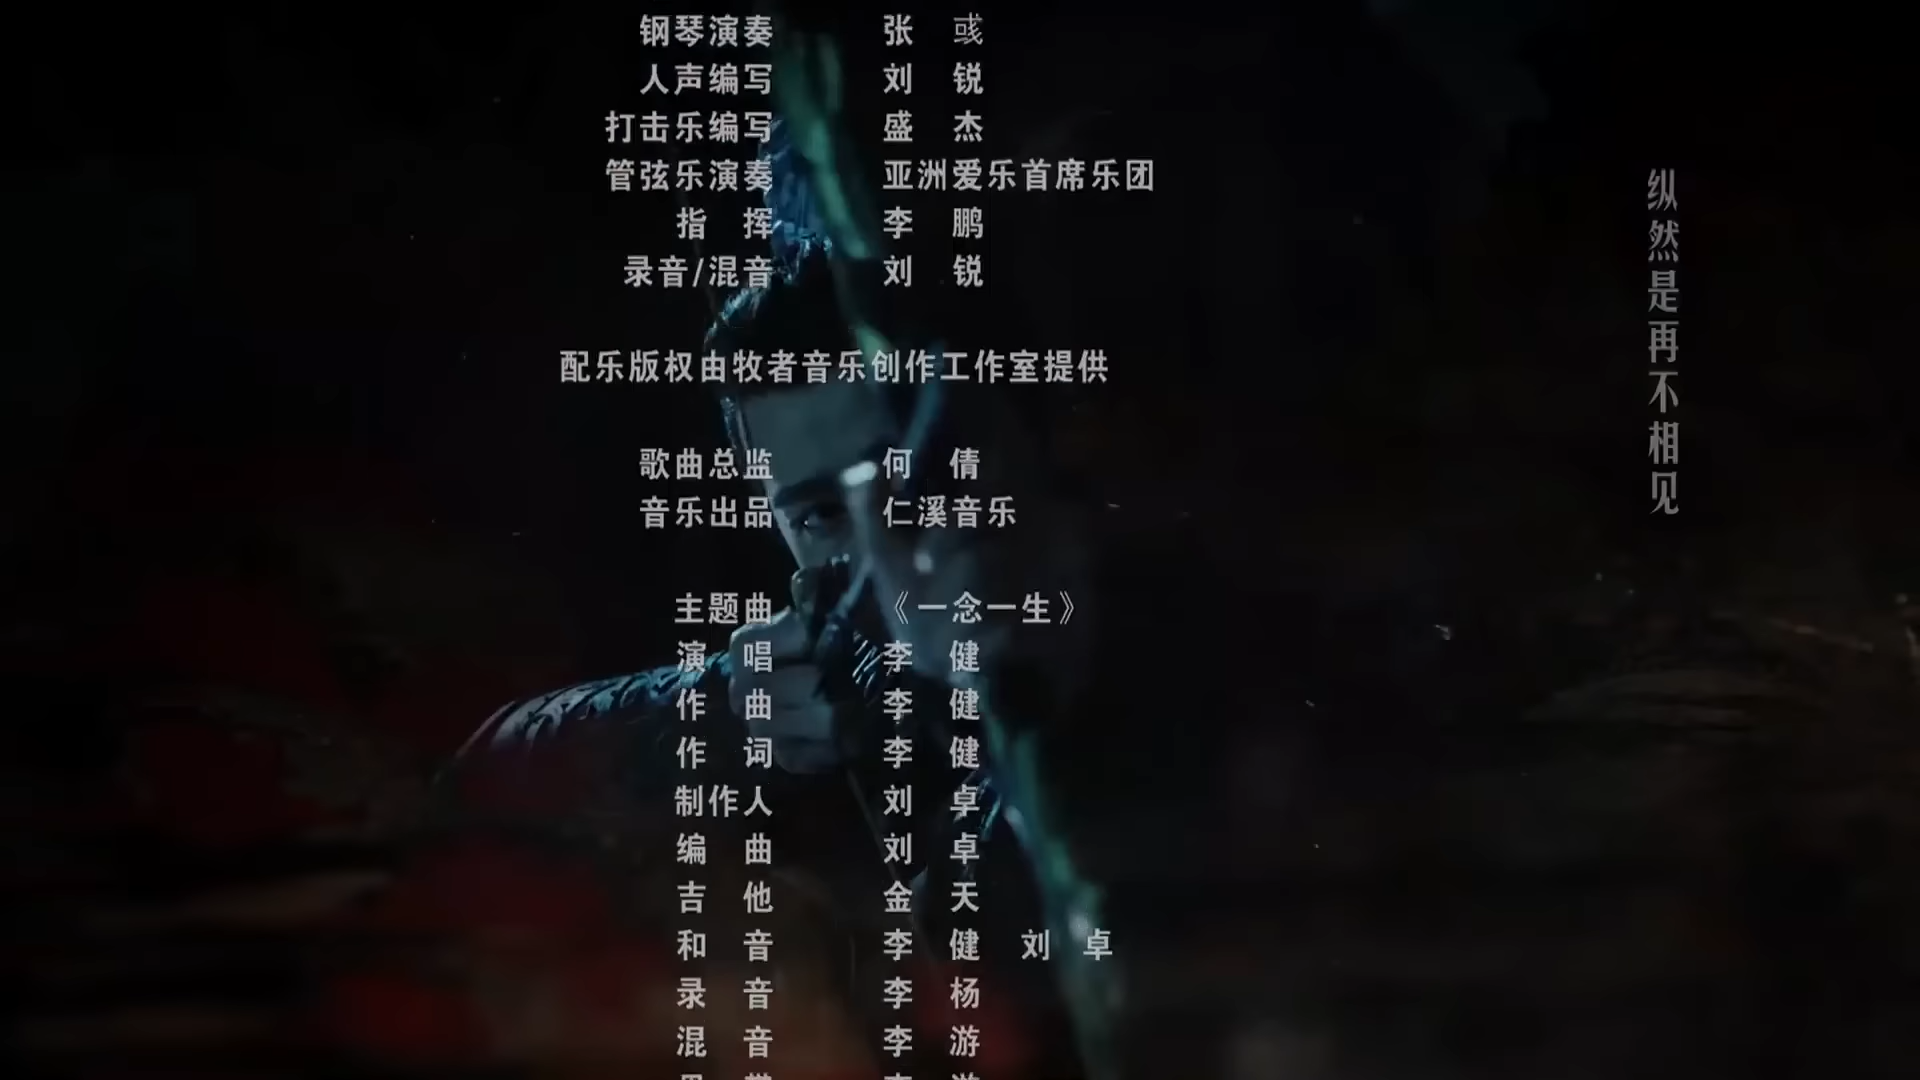 钢琴演奏 张 彧
人声编写 刘 锐
打击乐编写 盛 杰
管弦乐演奏 亚洲爱乐首席乐团
指 挥 李 鹏
录音/混音 刘 锐
配乐版权由牧者音乐创作工作室提供
歌曲总监 何 倩
音乐出品 仁溪音乐
主题曲 《一念一生》
演 唱 李 健
作 曲 李 健
作 词 李 健
制作人 刘 卓
编 曲 刘 卓
吉 他 金 天
和 音 李 健 刘 卓
录 音 李 杨
混 音 李 游
纵然是再不相见